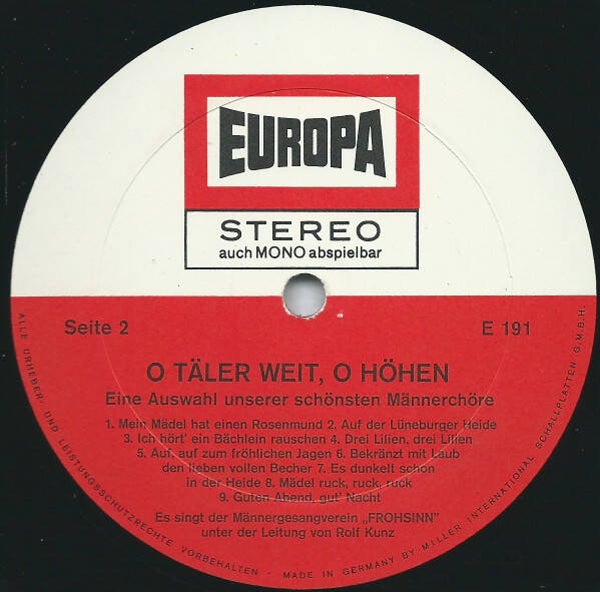 EUROPA
STEREO
auch MONO abspielbar
Seite 2
E 191
O TÄLER WEIT, O HÖHEN
Eine Auswahl unserer schönsten Männerchöre
1. Mein Mädel hat einen Rosenmund 2. Auf der Lüneburger Heide
3. Ich hört' ein Bächlein rauschen 4. Drei Lilien, drei Lilien
5. Auf, auf zum fröhlichen Jagen 6. Bekränzt mit Laub
den lieben vollen Becher 7. Es dunkelt schon
in der Heide 8. Mädel ruck, ruck, ruck
9. Guten Abend, gut' Nacht
Es singt der Männergesangverein „FROHSINN"
unter der Leitung von Rolf Kunz
ALLE URHEBER- UND LEISTUNGSSCHUTZRECHTE VORBEHALTEN - MADE IN GERMANY BY MILLER INTERNATIONAL SCHALLPLATTEN G.M.B.H.